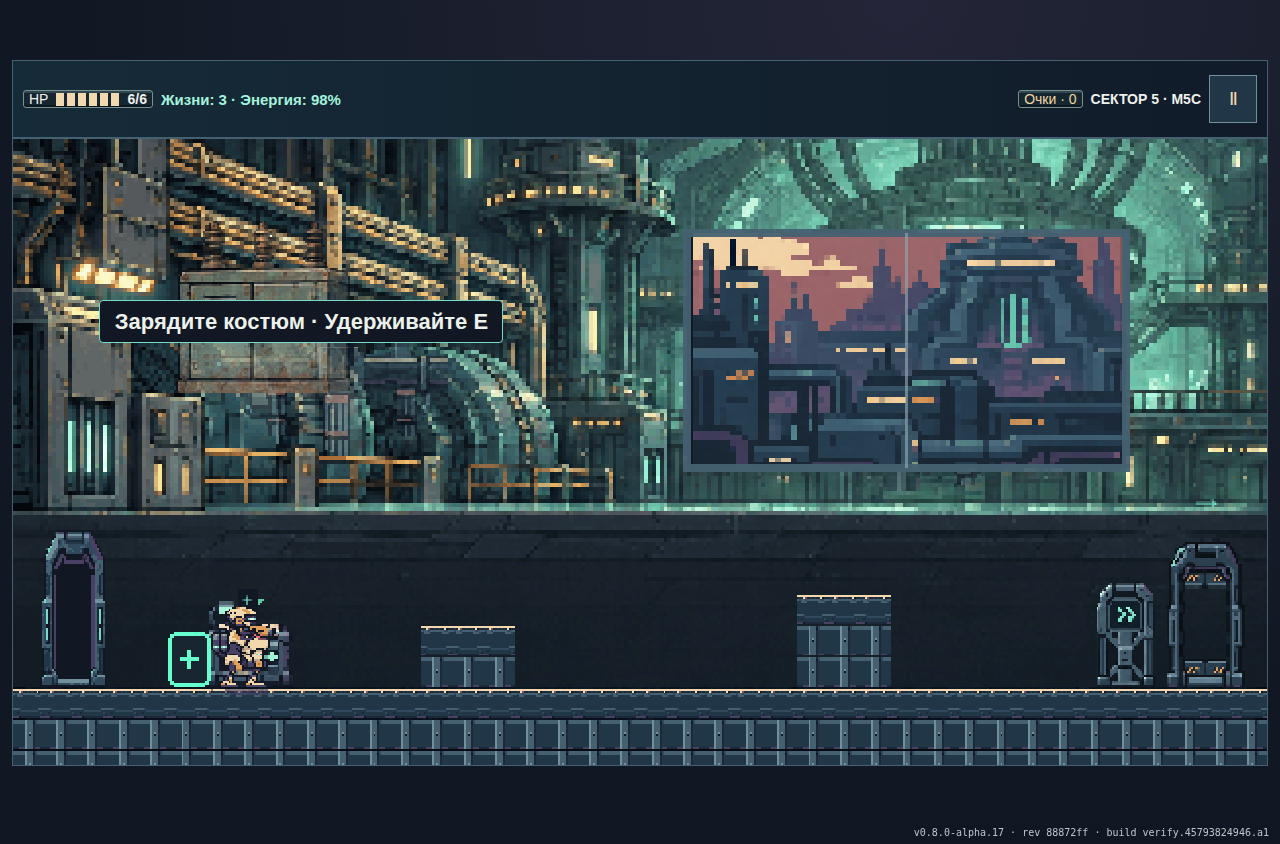 HP 6/6 Жизни: 3 · Энергия: 98% Очки · 0 СЕКТОР 5 · M5C II
Зарядите костюм · Удерживайте E
v0.8.0-alpha.17 · rev 88872ff · build verify.45793824946.a1